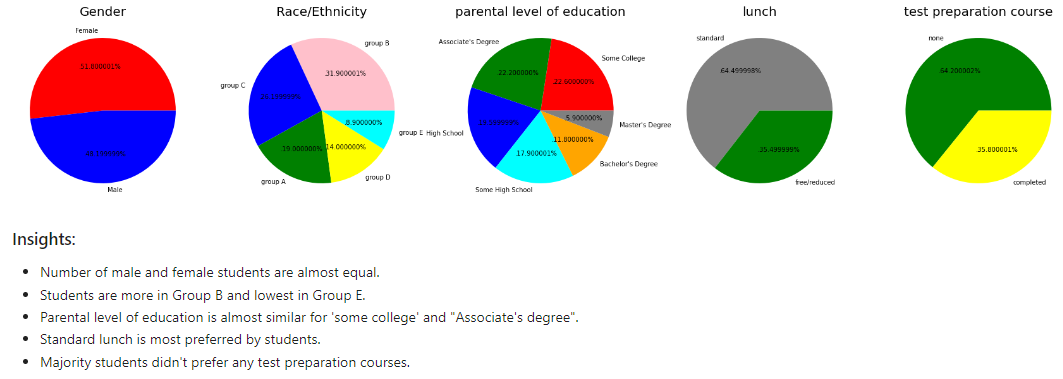 Gender
Female
51.800001%
Male
Race/Ethnicity
group B
31.900001%
group C
19.000000%
group A
14.000000%
group D
8.900000%
group E
parental level of education
Some College
22.600000%
Associate's Degree
22.200000%
High School
17.900001%
Some High School
11.800000%
Bachelor's Degree
5.900000%
Master's Degree
lunch
standard
64.499998%
35.499998%
free/reduced
test preparation course
none
64.200002%
35.800001%
completed
Insights:
Number of male and female students are almost equal.
Students are more in Group B and lowest in Group E.
Parental level of education is almost similar for 'some college' and "Associate's degree".
Standard lunch is most preferred by students.
Majority students didn't prefer any test preparation courses.